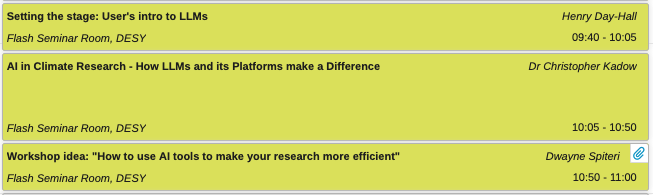 Setting the stage: User's intro to LLMs Henry Day-Hall
Flash Seminar Room, DESY 09:40 - 10:05
AI in Climate Research - How LLMs and its Platforms make a Difference Dr Christopher Kadow
Flash Seminar Room, DESY 10:05 - 10:50
Workshop idea: "How to use AI tools to make your research more efficient" Dwayne Spiteri
Flash Seminar Room, DESY 10:50 - 11:00